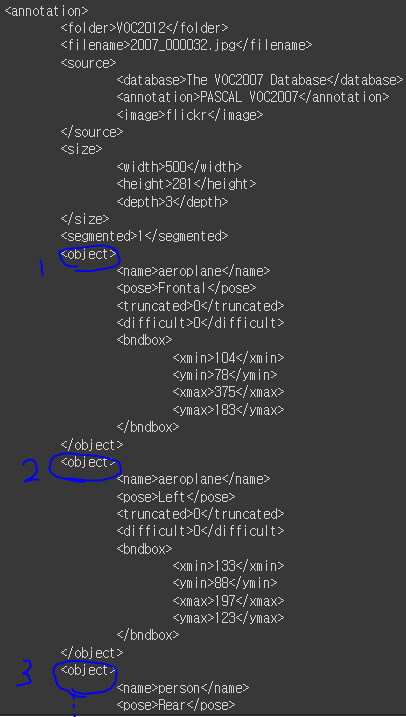 <annotation>
<folder>VOC2012</folder>
<filename>2007_000032.jpg</filename>
<source>
<database>The VOC2007 Database</database>
<annotation>PASCAL VOC2007</annotation>
<image>flickr</image>
</source>
<size>
<width>500</width>
<height>281</height>
<depth>3</depth>
</size>
<segmented>1</segmented>
1 <object>
<name>aeroplane</name>
<pose>Frontal</pose>
<truncated>0</truncated>
<difficult>0</difficult>
<bndbox>
<xmin>104</xmin>
<ymin>78</ymin>
<xmax>375</xmax>
<ymax>183</ymax>
</bndbox>
</object>
2 <object>
<name>aeroplane</name>
<pose>Left</pose>
<truncated>0</truncated>
<difficult>0</difficult>
<bndbox>
<xmin>133</xmin>
<ymin>88</ymin>
<xmax>197</xmax>
<ymax>123</ymax>
</bndbox>
</object>
3 <object>
<name>person</name>
<pose>Rear</pose>